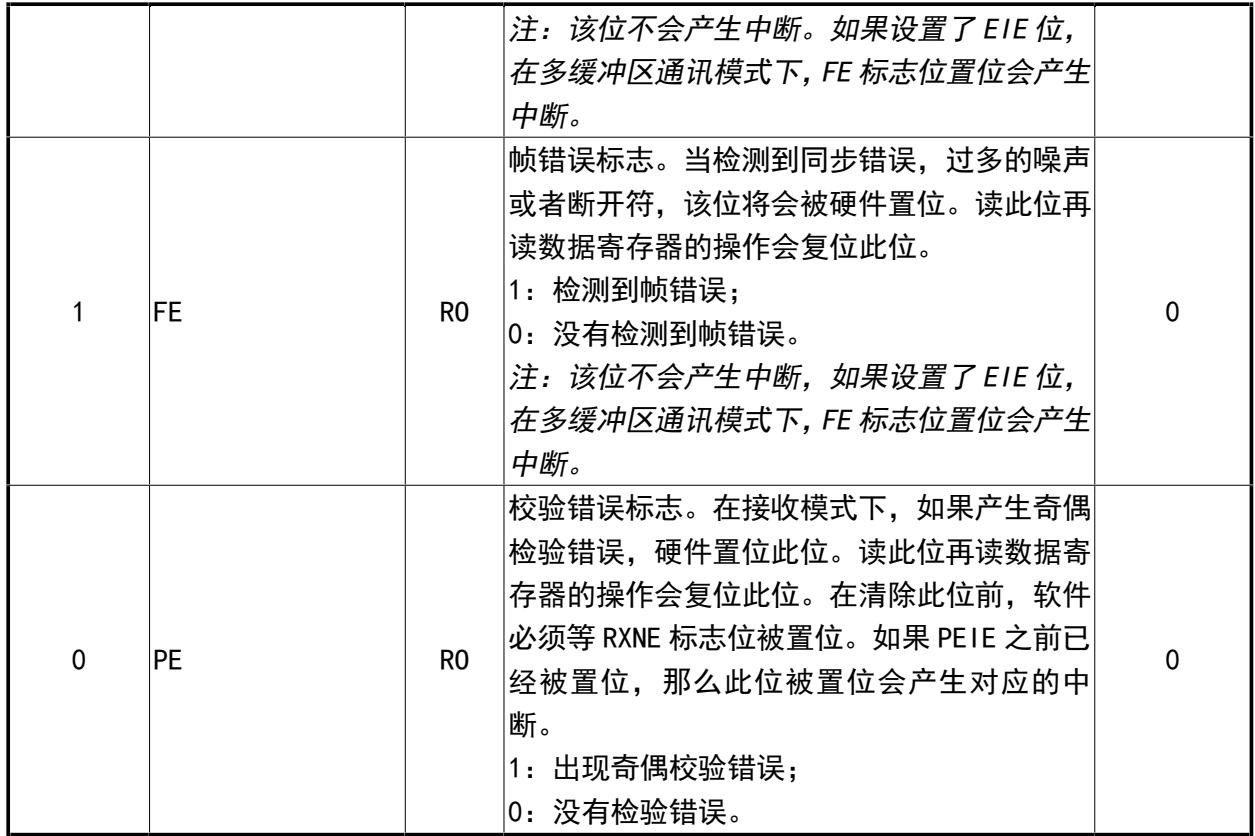 注：该位不会产生中断。如果设置了 EIE 位，
在多缓冲区通讯模式下，FE 标志位置位会产生
中断。
1 FE RO 0
帧错误标志。当检测到同步错误，过多的噪声
或者断开符，该位将会被硬件置位。读此位再
读数据寄存器的操作会复位此位。
1：检测到帧错误；
0：没有检测到帧错误。
注：该位不会产生中断，如果设置了 EIE 位，
在多缓冲区通讯模式下，FE 标志位置位会产生
中断。
0 PE RO 0
校验错误标志。在接收模式下，如果产生奇偶
检验错误，硬件置位此位。读此位再读数据寄
存器的操作会复位此位。在清除此位前，软件
必须等 RXNE 标志位被置位。如果 PEIE 之前已
经被置位，那么此位被置位会产生对应的中
断。
1：出现奇偶校验错误；
0：没有检验错误。